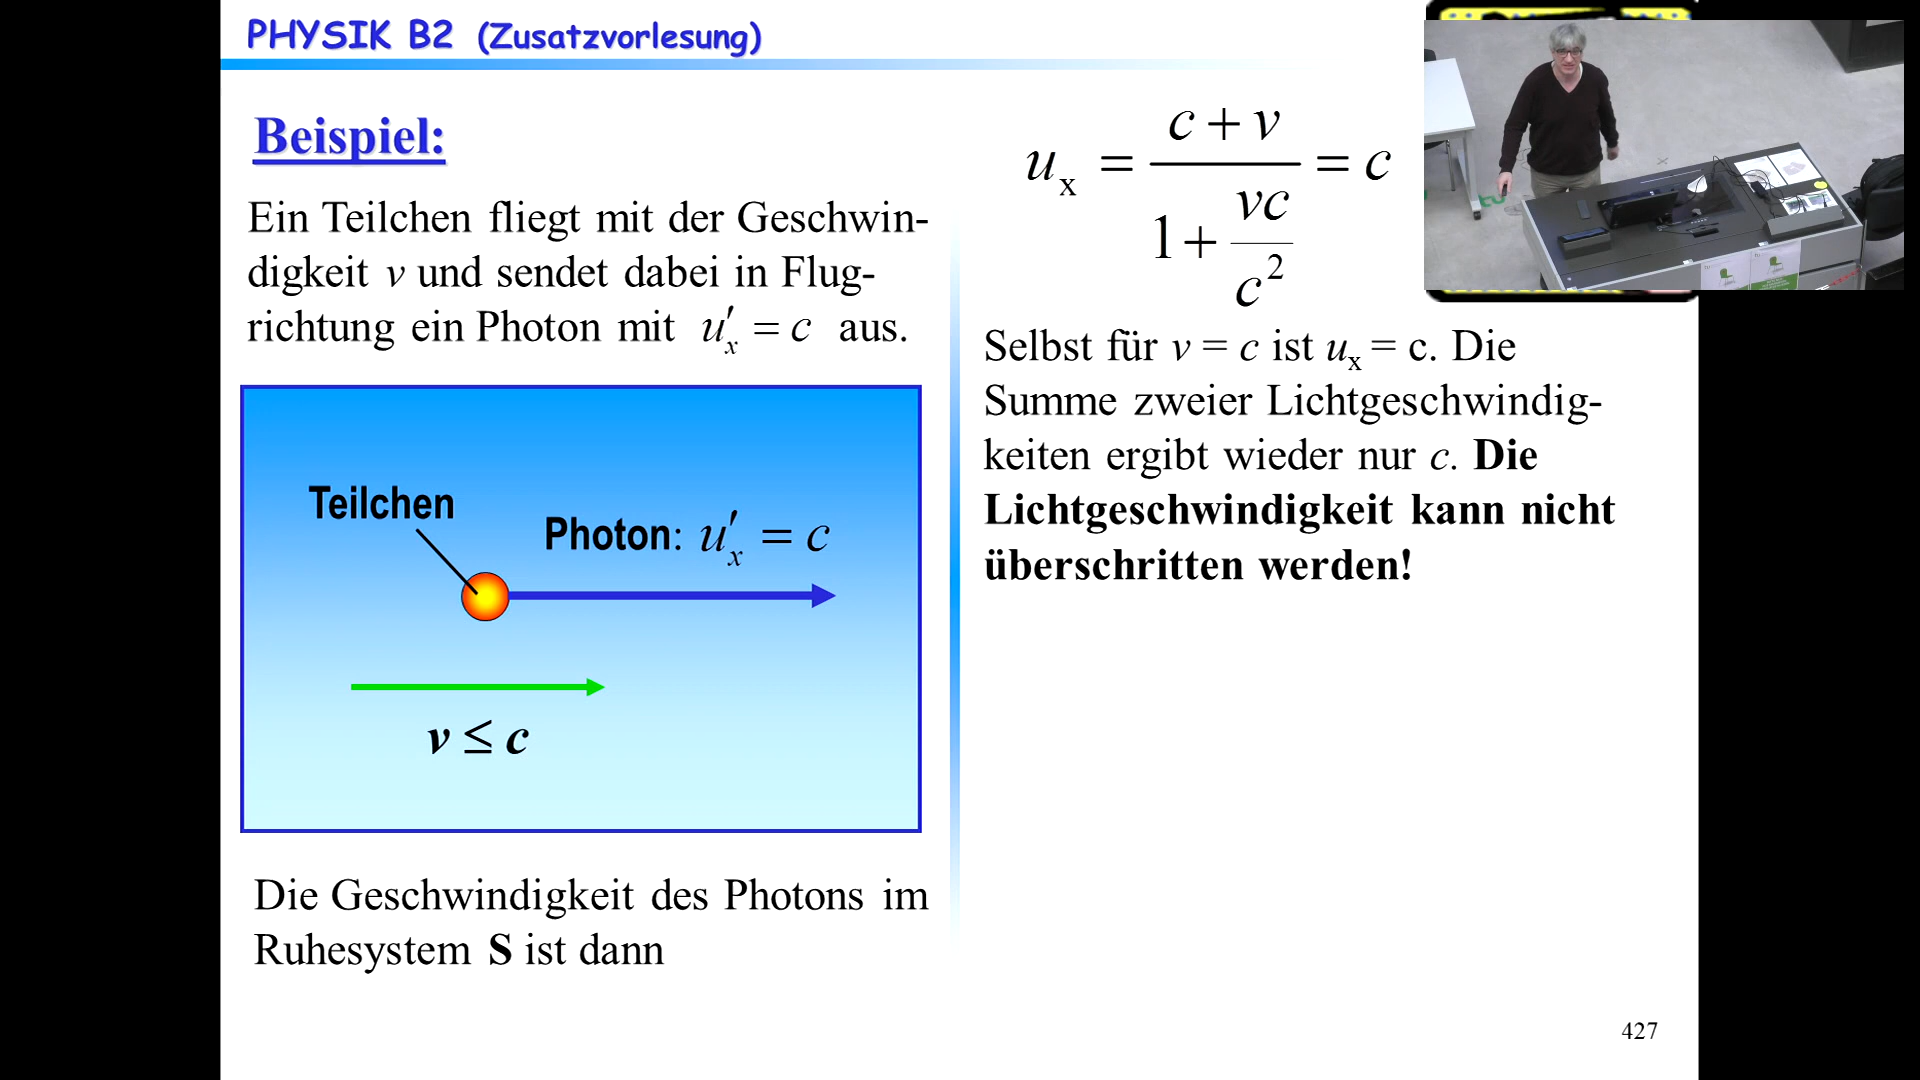 PHYSIK B2 (Zusatzvorlesung)
Beispiel:
Ein Teilchen fliegt mit der Geschwin-
digkeit v und sendet dabei in Flug-
richtung ein Photon mit u′ₓ = c aus.
Teilchen
Photon: u′ₓ = c
v ≤ c
Die Geschwindigkeit des Photons im
Ruhesystem S ist dann
uₓ = (c + v) / (1 + vc/c²) = c
Selbst für v = c ist uₓ = c. Die
Summe zweier Lichtgeschwindig-
keiten ergibt wieder nur c. Die
Lichtgeschwindigkeit kann nicht
überschritten werden!
427